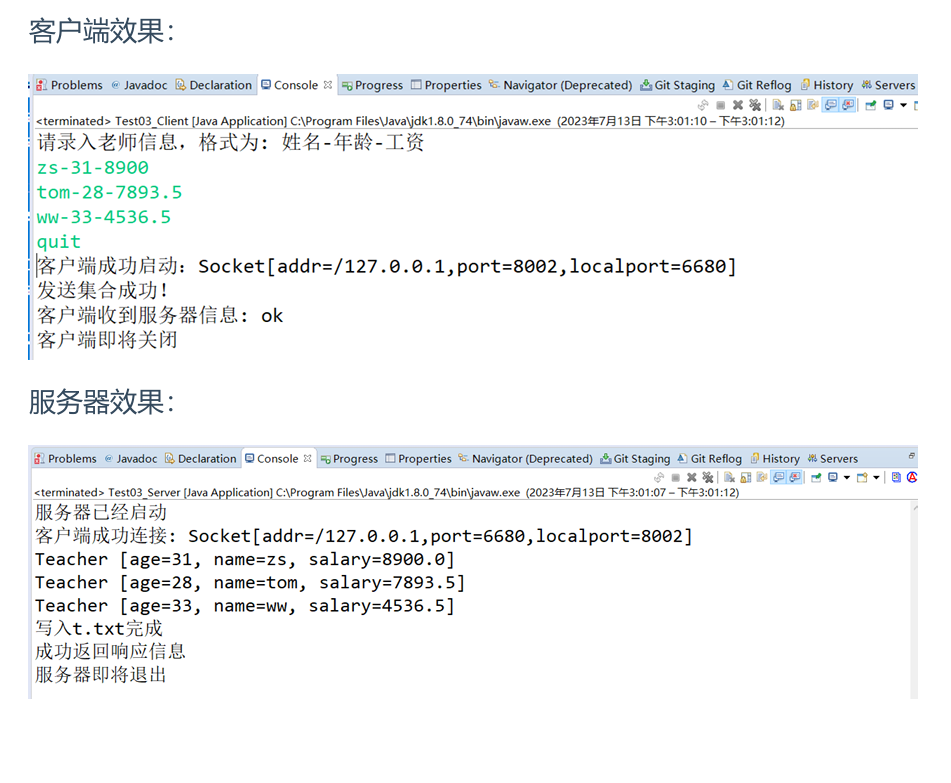 客户端效果：
Problems Javadoc Declaration Console Progress Properties Navigator (Deprecated) Git Staging Git Reflog History Servers
<terminated> Test03_Client [Java Application] C:\Program Files\Java\jdk1.8.0_74\bin\javaw.exe (2023年7月13日 下午3:01:10 – 下午3:01:12)
请录入老师信息，格式为: 姓名-年龄-工资
zs-31-8900
tom-28-7893.5
ww-33-4536.5
quit
客户端成功启动：Socket[addr=/127.0.0.1,port=8002,localport=6680]
发送集合成功！
客户端收到服务器信息: ok
客户端即将关闭
服务器效果：
Problems Javadoc Declaration Console Progress Properties Navigator (Deprecated) Git Staging Git Reflog History Servers
<terminated> Test03_Server [Java Application] C:\Program Files\Java\jdk1.8.0_74\bin\javaw.exe (2023年7月13日 下午3:01:07 – 下午3:01:12)
服务器已经启动
客户端成功连接: Socket[addr=/127.0.0.1,port=6680,localport=8002]
Teacher [age=31, name=zs, salary=8900.0]
Teacher [age=28, name=tom, salary=7893.5]
Teacher [age=33, name=ww, salary=4536.5]
写入t.txt完成
成功返回响应信息
服务器即将退出